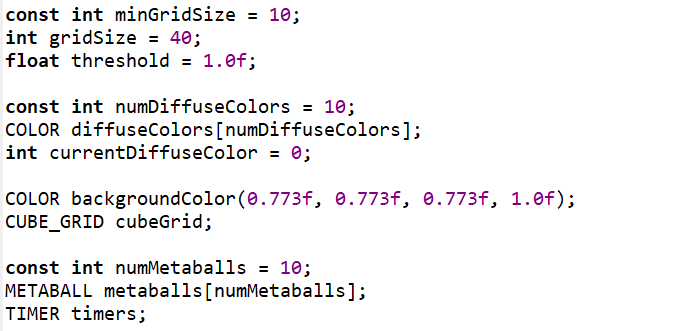 const int minGridSize = 10;
int gridSize = 40;
float threshold = 1.0f;
const int numDiffuseColors = 10;
COLOR diffuseColors[numDiffuseColors];
int currentDiffuseColor = 0;
COLOR backgroundColor(0.773f, 0.773f, 0.773f, 1.0f);
CUBE_GRID cubeGrid;
const int numMetaballs = 10;
METABALL metaballs[numMetaballs];
TIMER timers;